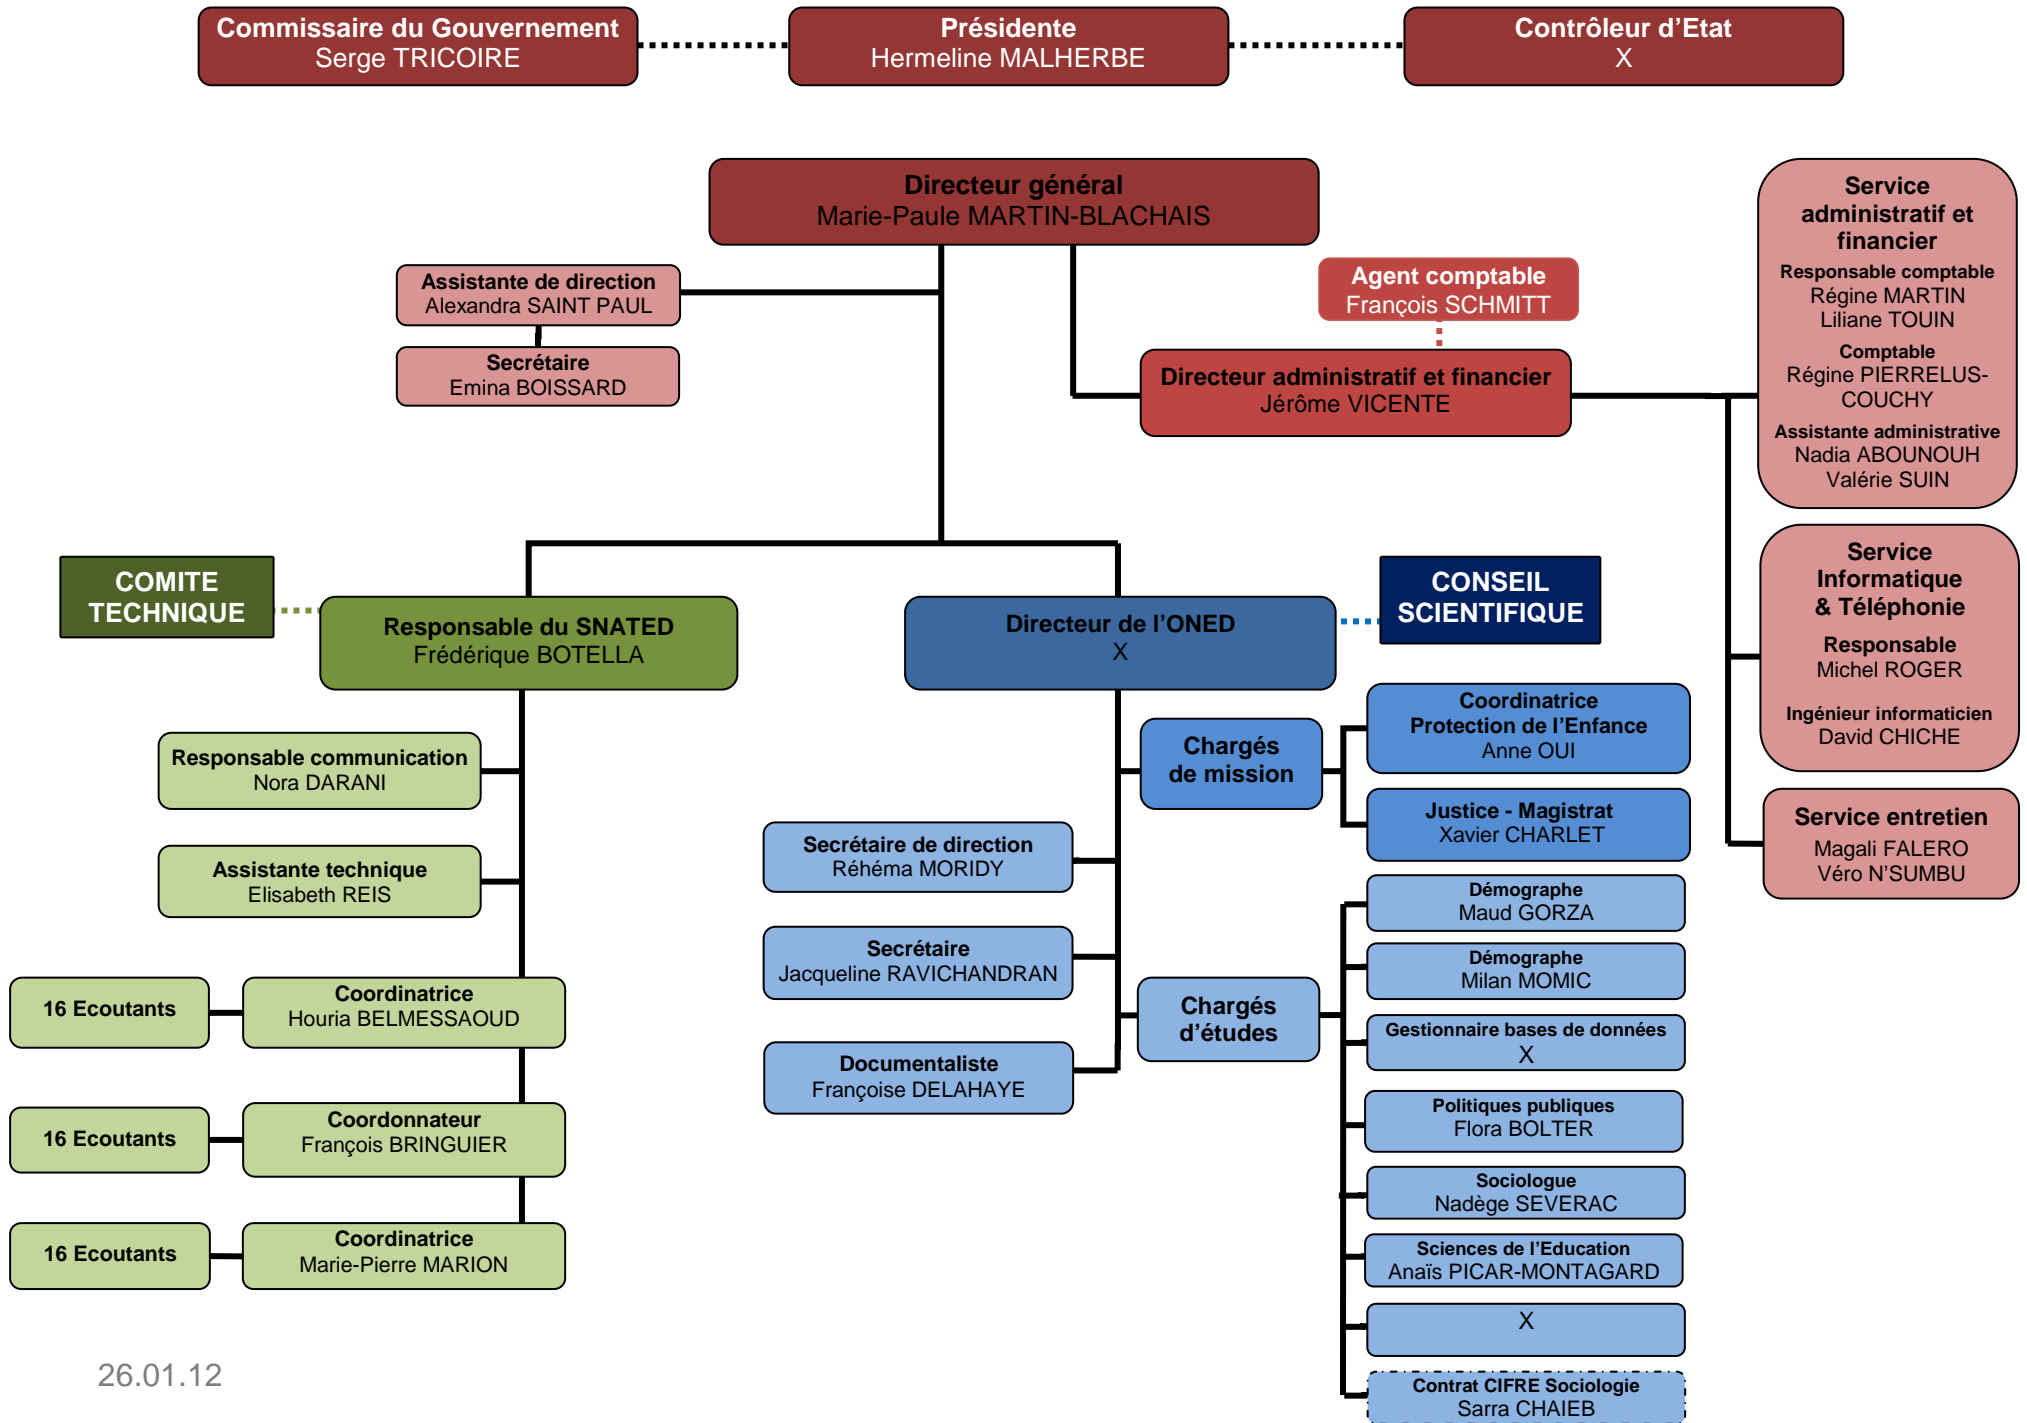 Commissaire du Gouvernement
Serge TRICOIRE
Présidente
Hermeline MALHERBE
Contrôleur d'Etat
X
Directeur général
Marie-Paule MARTIN-BLACHAIS
Assistante de direction
Alexandra SAINT PAUL
Secrétaire
Emina BOISSARD
Agent comptable
François SCHMITT
Directeur administratif et financier
Jérôme VICENTE
Service
administratif et
financier
Responsable comptable
Régine MARTIN
Liliane TOUIN
Comptable
Régine PIERRELUS-
COUCHY
Assistante administrative
Nadia ABOUNOUH
Valérie SUIN
Service
Informatique
& Téléphonie
Responsable
Michel ROGER
Ingénieur informaticien
David CHICHE
Service entretien
Magali FALERO
Véro N'SUMBU
COMITE
TECHNIQUE
Responsable du SNATED
Frédérique BOTELLA
Directeur de l'ONED
X
CONSEIL
SCIENTIFIQUE
Responsable communication
Nora DARANI
Assistante technique
Elisabeth REIS
16 Ecoutants
Coordinatrice
Houria BELMESSAOUD
16 Ecoutants
Coordonnateur
François BRINGUIER
16 Ecoutants
Coordinatrice
Marie-Pierre MARION
Chargés
de mission
Coordinatrice
Protection de l'Enfance
Anne OUI
Justice - Magistrat
Xavier CHARLET
Secrétaire de direction
Réhéma MORIDY
Secrétaire
Jacqueline RAVICHANDRAN
Documentaliste
Françoise DELAHAYE
Chargés
d'études
Démographe
Maud GORZA
Démographe
Milan MOMIC
Gestionnaire bases de données
X
Politiques publiques
Flora BOLTER
Sociologue
Nadège SEVERAC
Sciences de l'Education
Anaïs PICAR-MONTAGARD
X
Contrat CIFRE Sociologie
Sarra CHAIEB
26.01.12